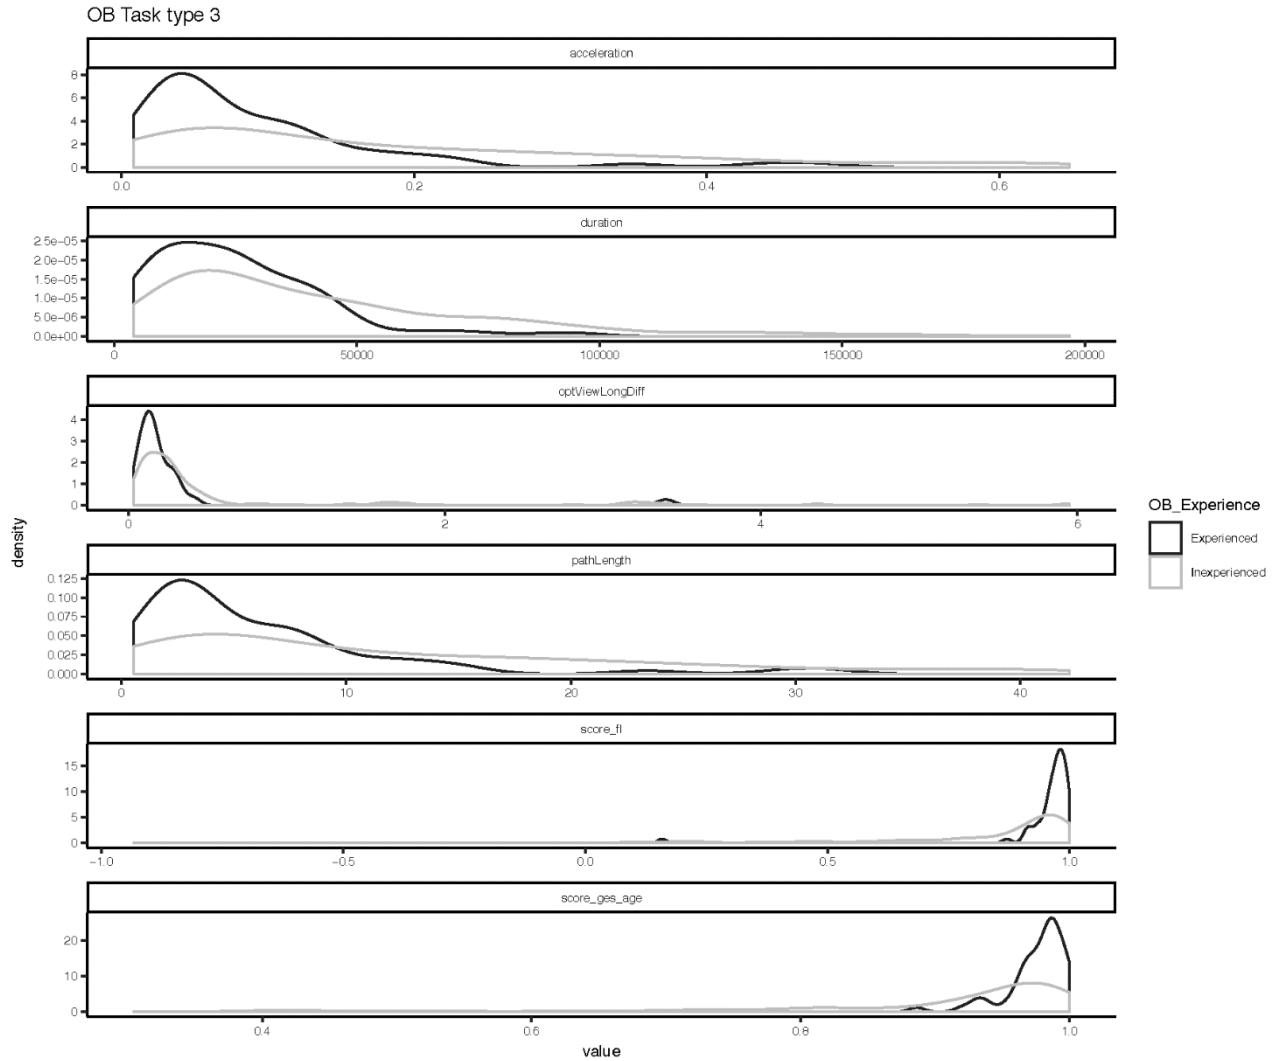 OB Task type 3
acceleration
8
6
4
2
0
0.0 0.2 0.4 0.6
duration
2.5e−05
2.0e−05
1.5e−05
1.0e−05
5.0e−06
0.0e+00
0 50000 100000 150000 200000
optViewLongDiff
4
3
2
1
0
0 2 4 6
density
OB_Experience
Experienced
Inexperienced
pathLength
0.125
0.100
0.075
0.050
0.025
0.000
0 10 20 30 40
score_fl
15
10
5
0
−1.0 −0.5 0.0 0.5 1.0
score_ges_age
20
10
0
0.4 0.6 0.8 1.0
value